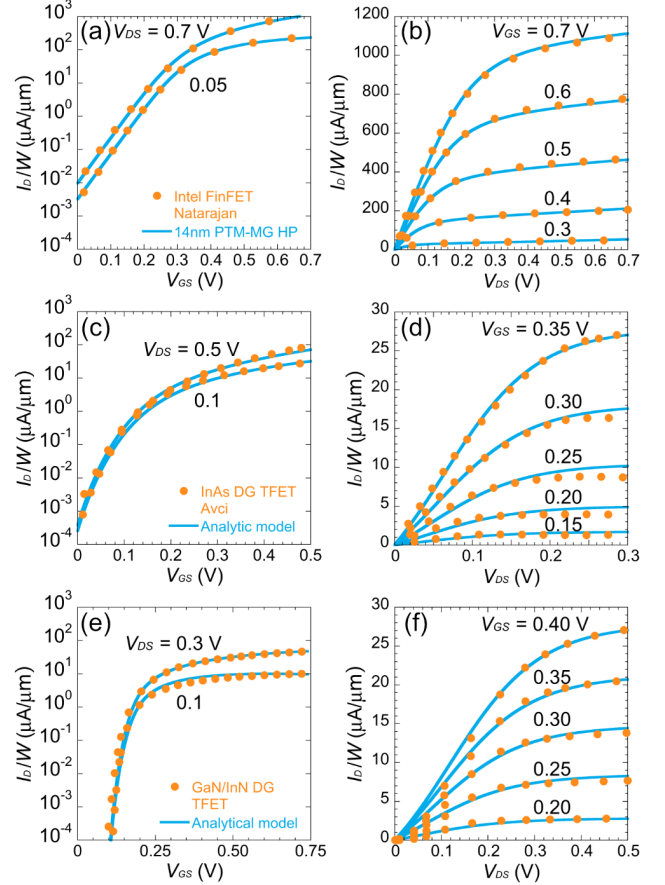 (a)
V_DS = 0.7 V
0.05
Intel FinFET
Natarajan
14nm PTM-MG HP
I_D/W (µA/µm)
10³
10²
10¹
10⁰
10⁻¹
10⁻²
10⁻³
10⁻⁴
0 0.1 0.2 0.3 0.4 0.5 0.6 0.7
V_GS (V)
(b)
V_GS = 0.7 V
0.6
0.5
0.4
0.3
I_D/W (µA/µm)
1200
1000
800
600
400
200
0
0 0.1 0.2 0.3 0.4 0.5 0.6 0.7
V_DS (V)
(c)
V_DS = 0.5 V
0.1
InAs DG TFET
Avci
Analytic model
I_D/W (µA/µm)
10³
10²
10¹
10⁰
10⁻¹
10⁻²
10⁻³
10⁻⁴
0 0.1 0.2 0.3 0.4 0.5
V_GS (V)
(d)
V_GS = 0.35 V
0.30
0.25
0.20
0.15
I_D/W (µA/µm)
30
25
20
15
10
5
0
0 0.1 0.2 0.3
V_DS (V)
(e)
V_DS = 0.3 V
0.1
GaN/InN DG
TFET
Analytical model
I_D/W (µA/µm)
10³
10²
10¹
10⁰
10⁻¹
10⁻²
10⁻³
10⁻⁴
0 0.25 0.50 0.75
V_GS (V)
(f)
V_GS = 0.40 V
0.35
0.30
0.25
0.20
I_D/W (µA/µm)
30
25
20
15
10
5
0
0 0.1 0.2 0.3 0.4 0.5
V_DS (V)